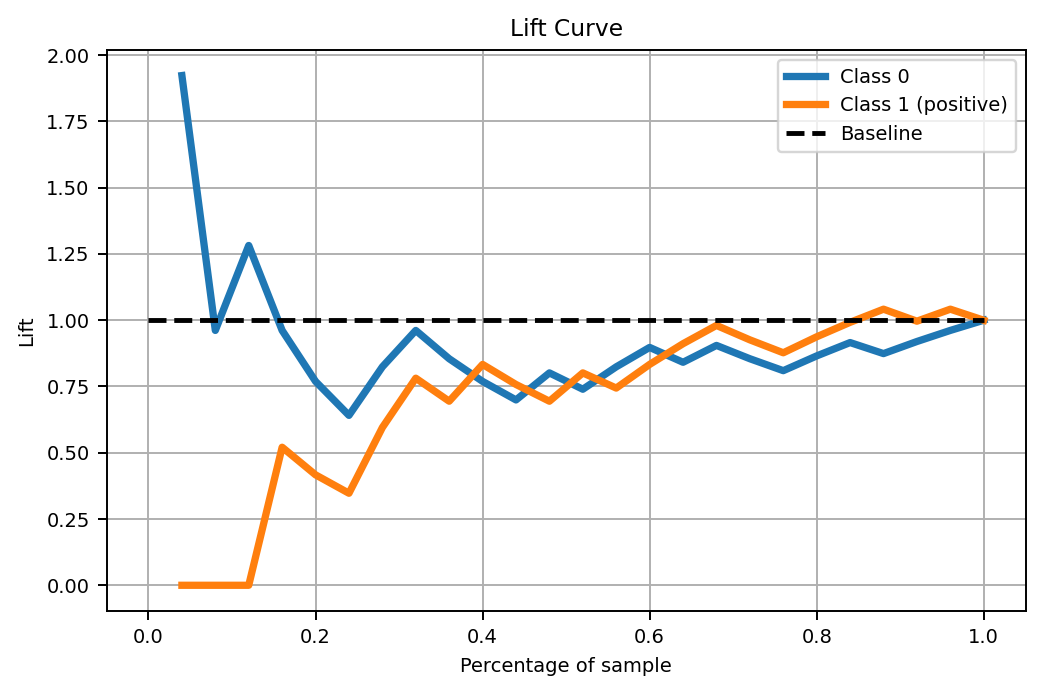 Lift Curve
2.00
1.75
1.50
1.25
1.00
0.75
0.50
0.25
0.00
Lift
Class 0
Class 1 (positive)
Baseline
0.0 0.2 0.4 0.6 0.8 1.0
Percentage of sample